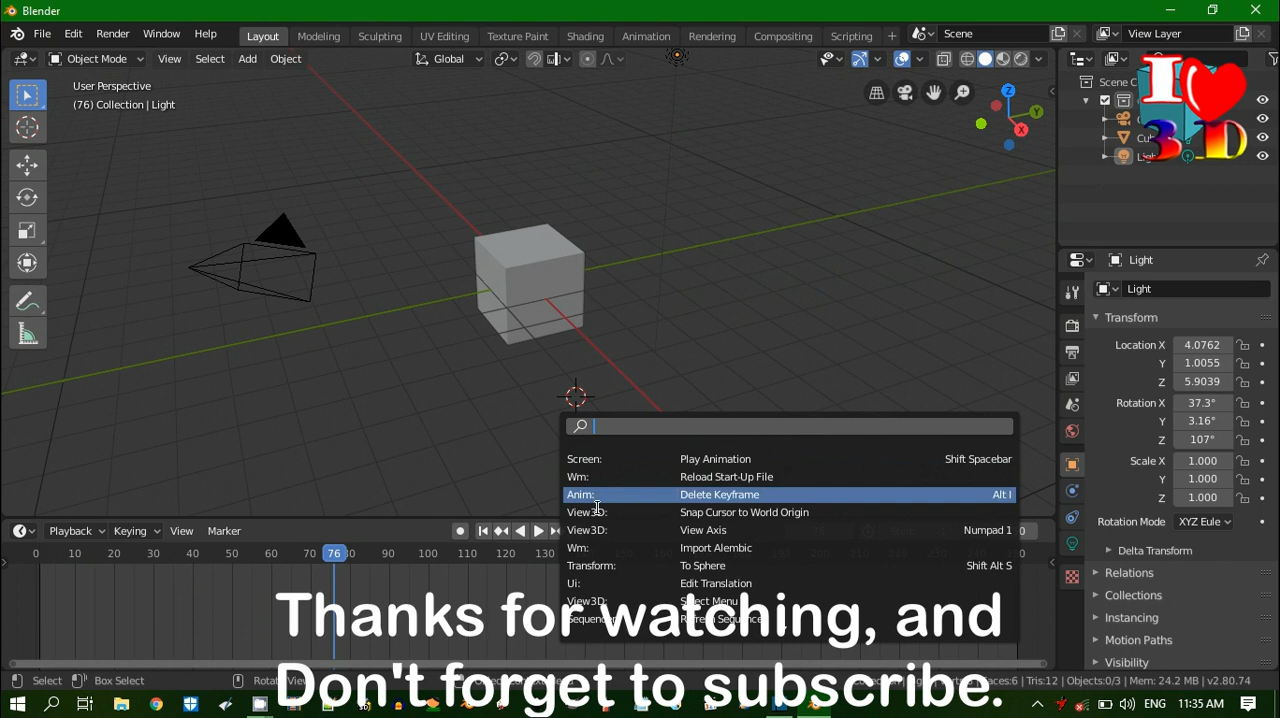 Blender
File Edit Render Window Help Layout Modeling Sculpting UV Editing Texture Paint Shading Animation Rendering Compositing Scripting + Scene View Layer
Object Mode View Select Add Object Global
User Perspective
(76) Collection | Light
Z
Y
X
Scene C
I
3D
Light
Light
Transform
Location X 4.0762
Y 1.0055
Z 5.9039
Rotation X 37.3°
Y 3.16°
Z 107°
Scale X 1.000
Y 1.000
Z 1.000
Rotation Mode XYZ Eule
Delta Transform
Relations
Collections
Instancing
Motion Paths
Visibility
Screen: Play Animation Shift Spacebar
Wm: Reload Start-Up File
Anim: Delete Keyframe Alt I
View3D: Snap Cursor to World Origin
View3D: View Axis Numpad 1
Wm: Import Alembic
Transform: To Sphere Shift Alt S
Ui: Edit Translation
View3D: Select Menu
Playback Keying View Marker
0 10 20 30 40 50 60 70 76 80 90 100 110 120 130
Thanks for watching, and
Don't forget to subscribe.
Select Box Select
Tris:12 | Objects:0/3 | Mem: 24.2 MB | v2.80.74
11:35 AM